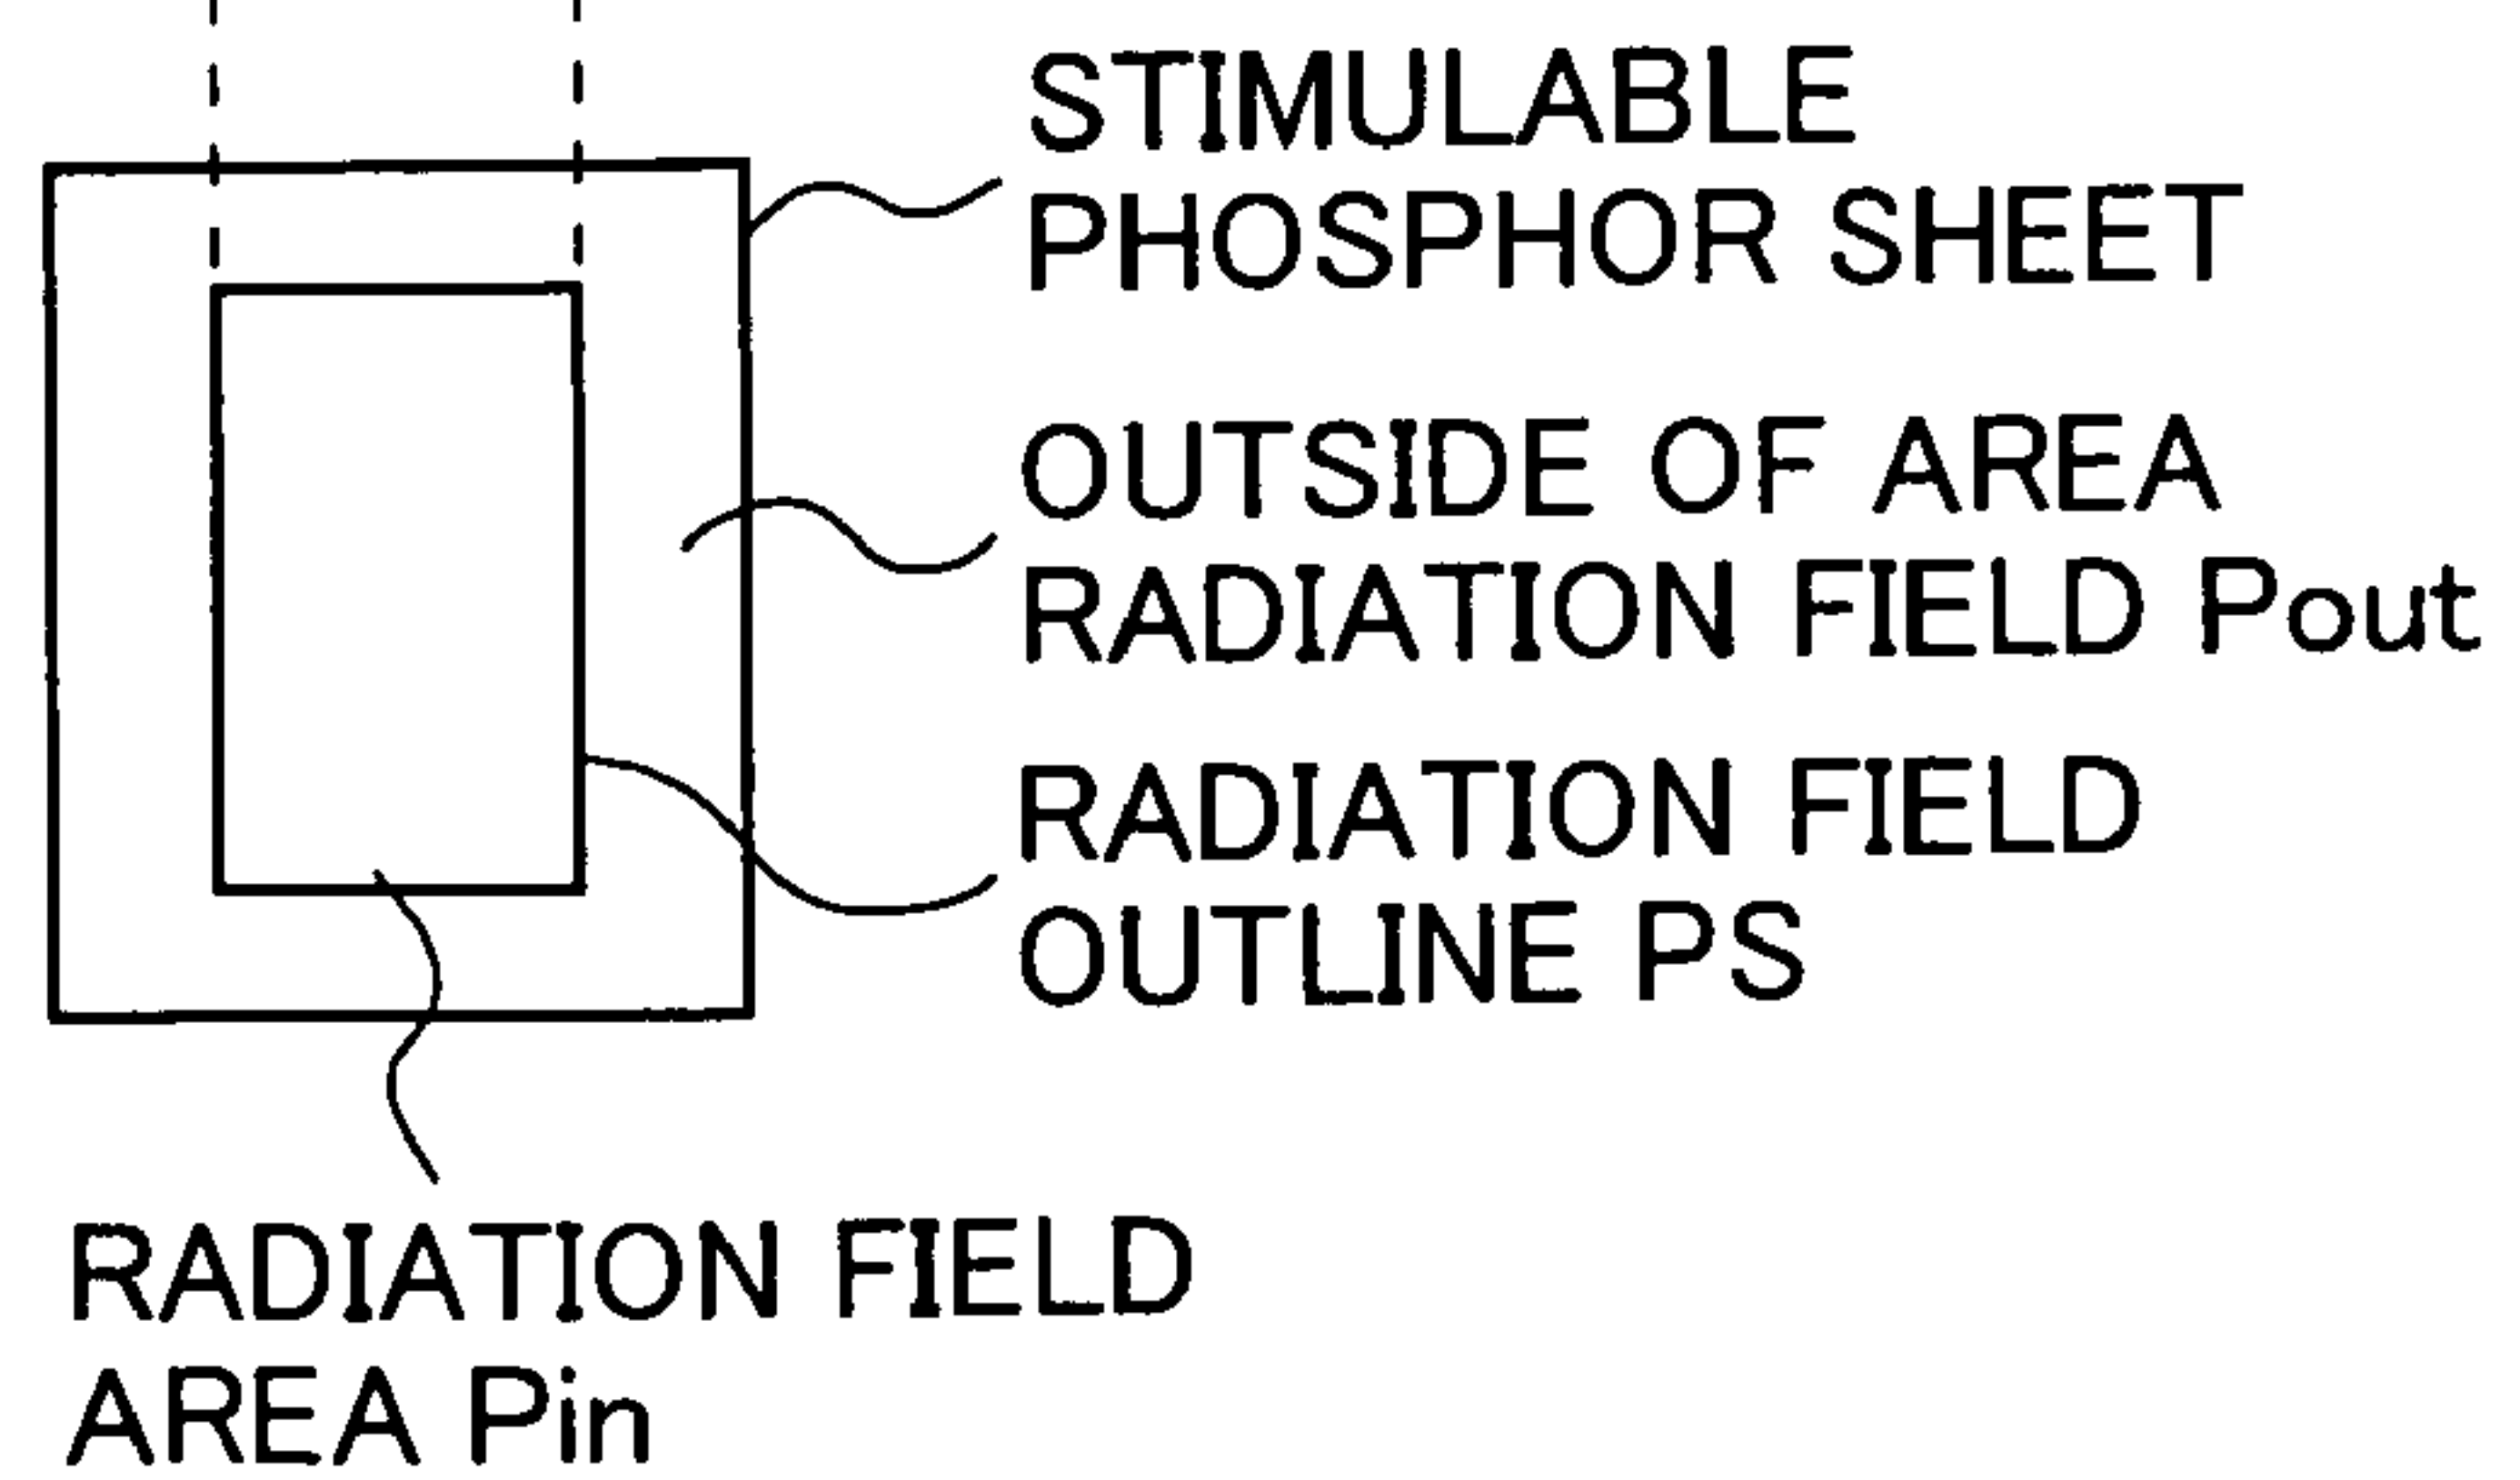 STIMULABLE
PHOSPHOR SHEET
OUTSIDE OF AREA
RADIATION FIELD Pout
RADIATION FIELD
OUTLINE PS
RADIATION FIELD
AREA Pin